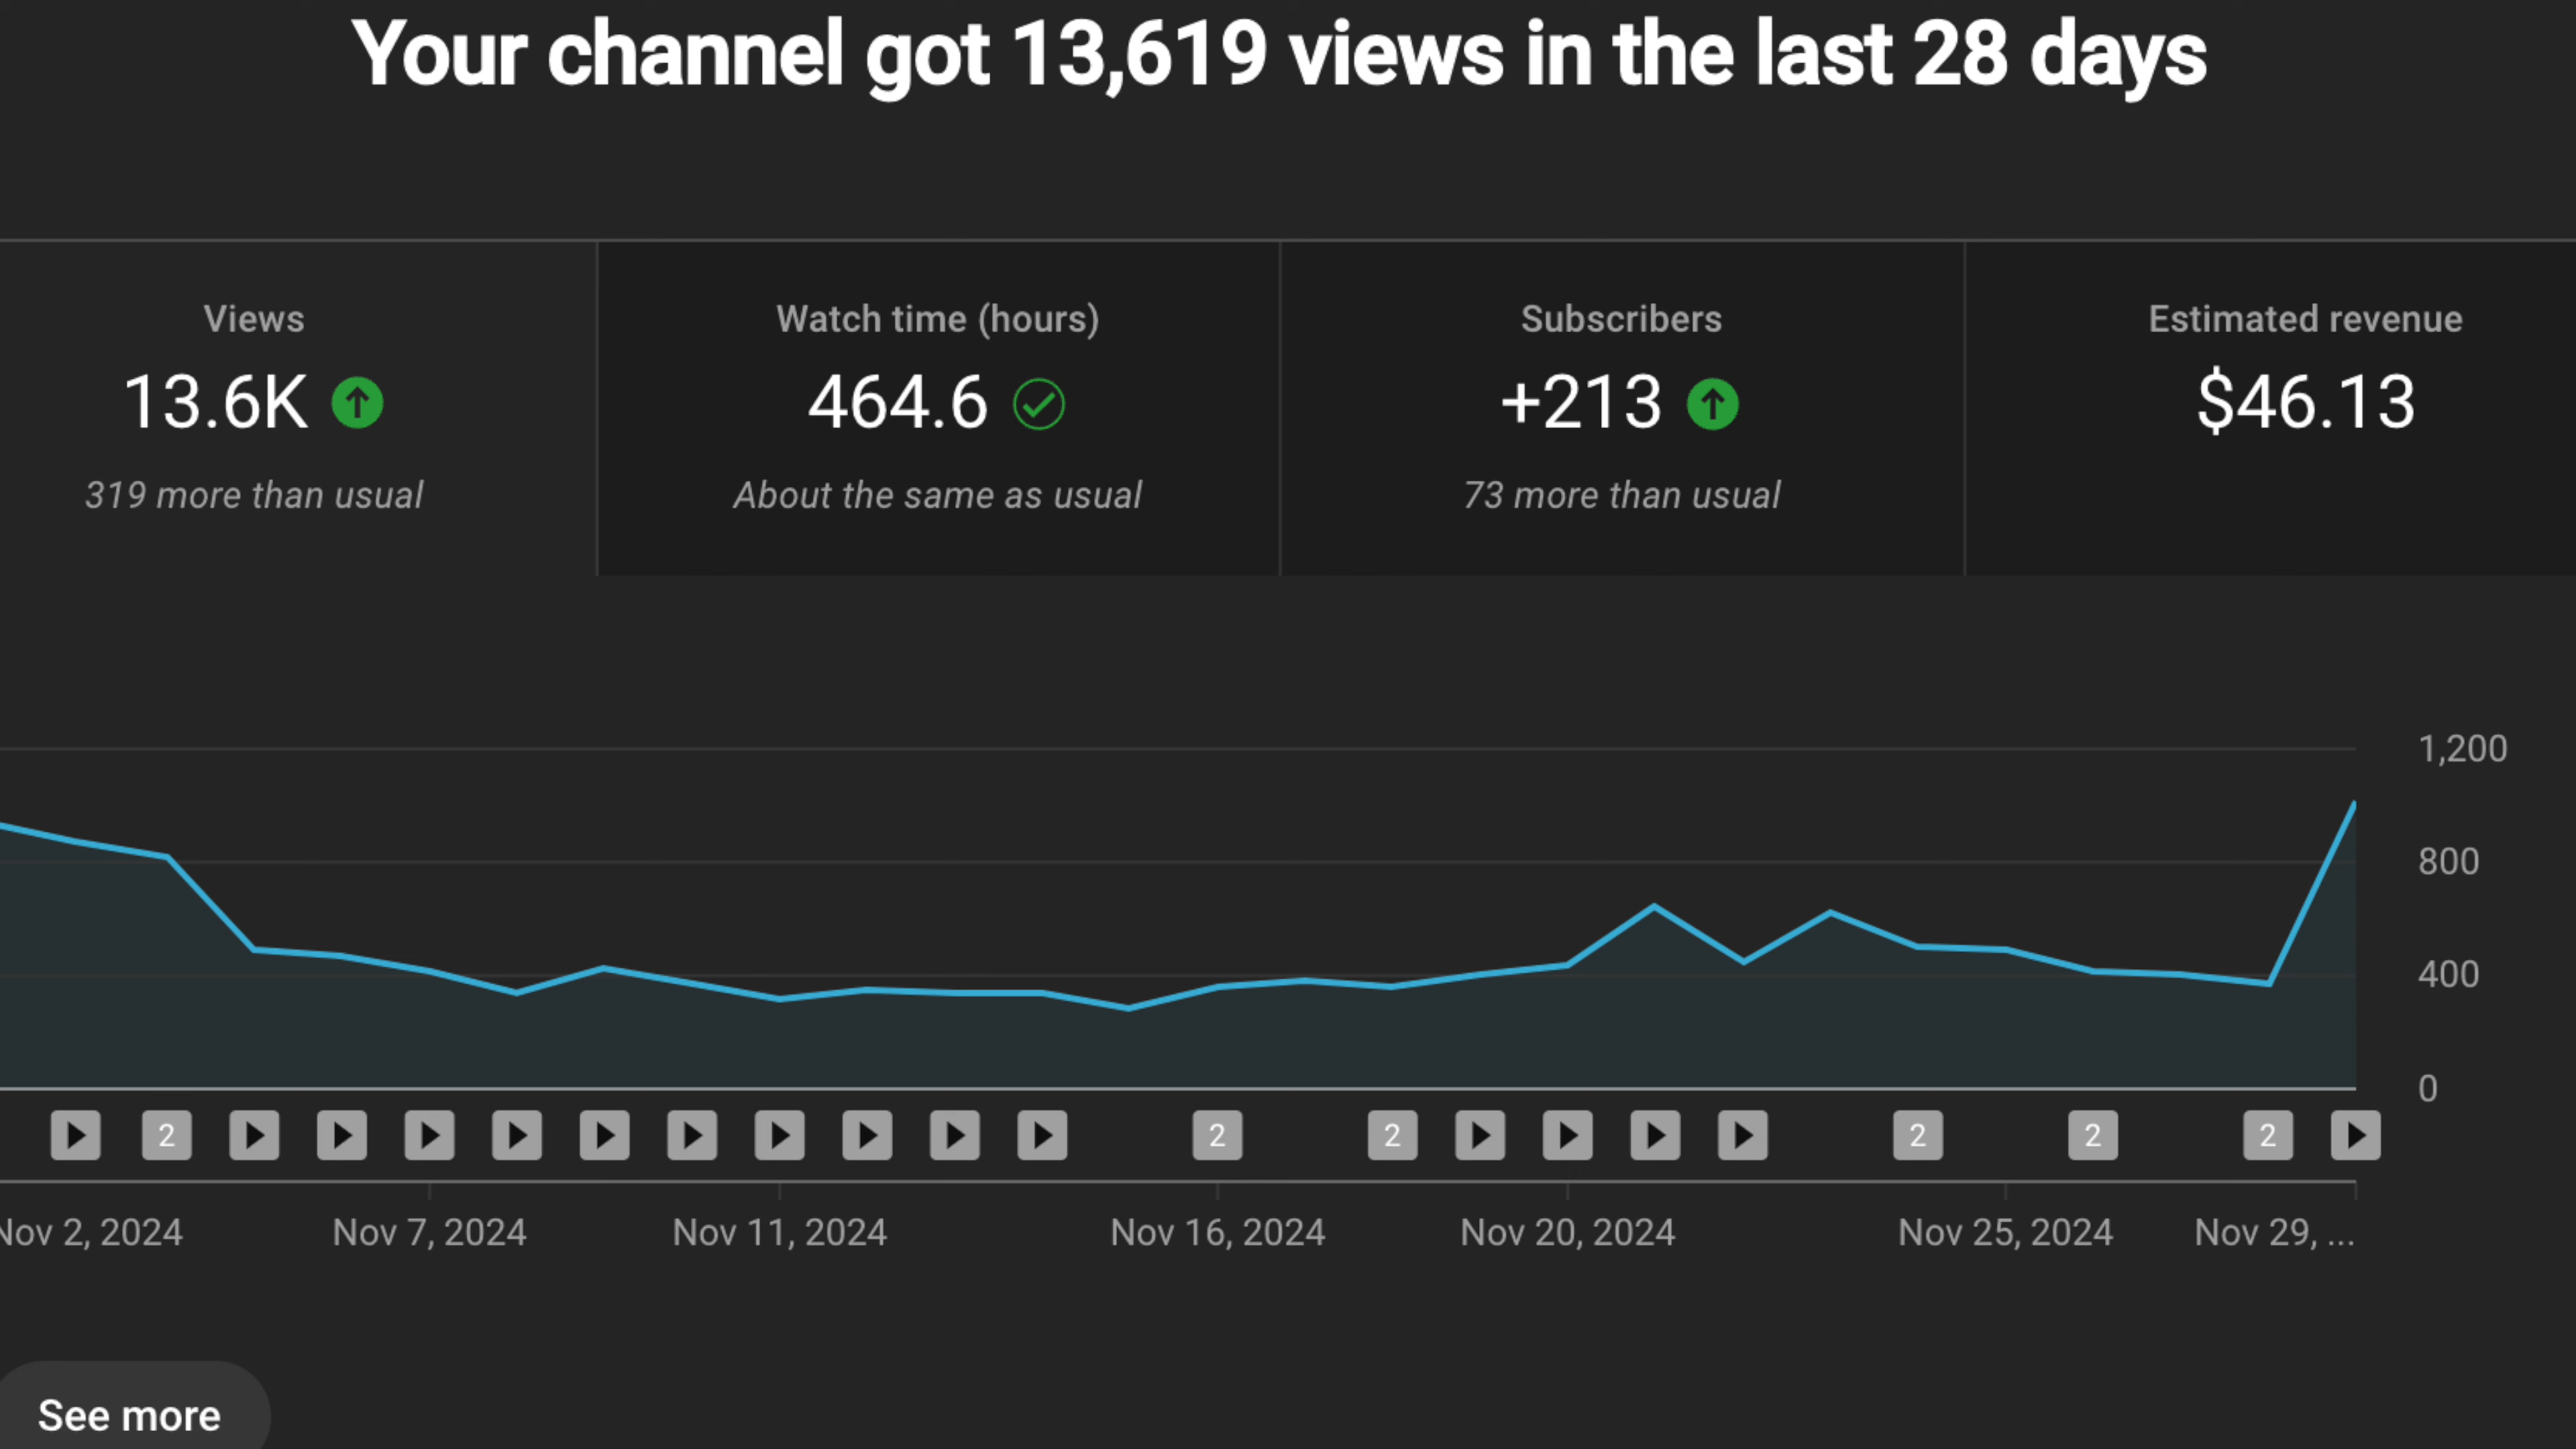 Your channel got 13,619 views in the last 28 days
Views
13.6K
319 more than usual
Watch time (hours)
464.6
About the same as usual
Subscribers
+213
73 more than usual
Estimated revenue
$46.13
1,200
800
400
0
2
2
2
2
2
2
Nov 2, 2024
Nov 7, 2024
Nov 11, 2024
Nov 16, 2024
Nov 20, 2024
Nov 25, 2024
Nov 29, ...
See more